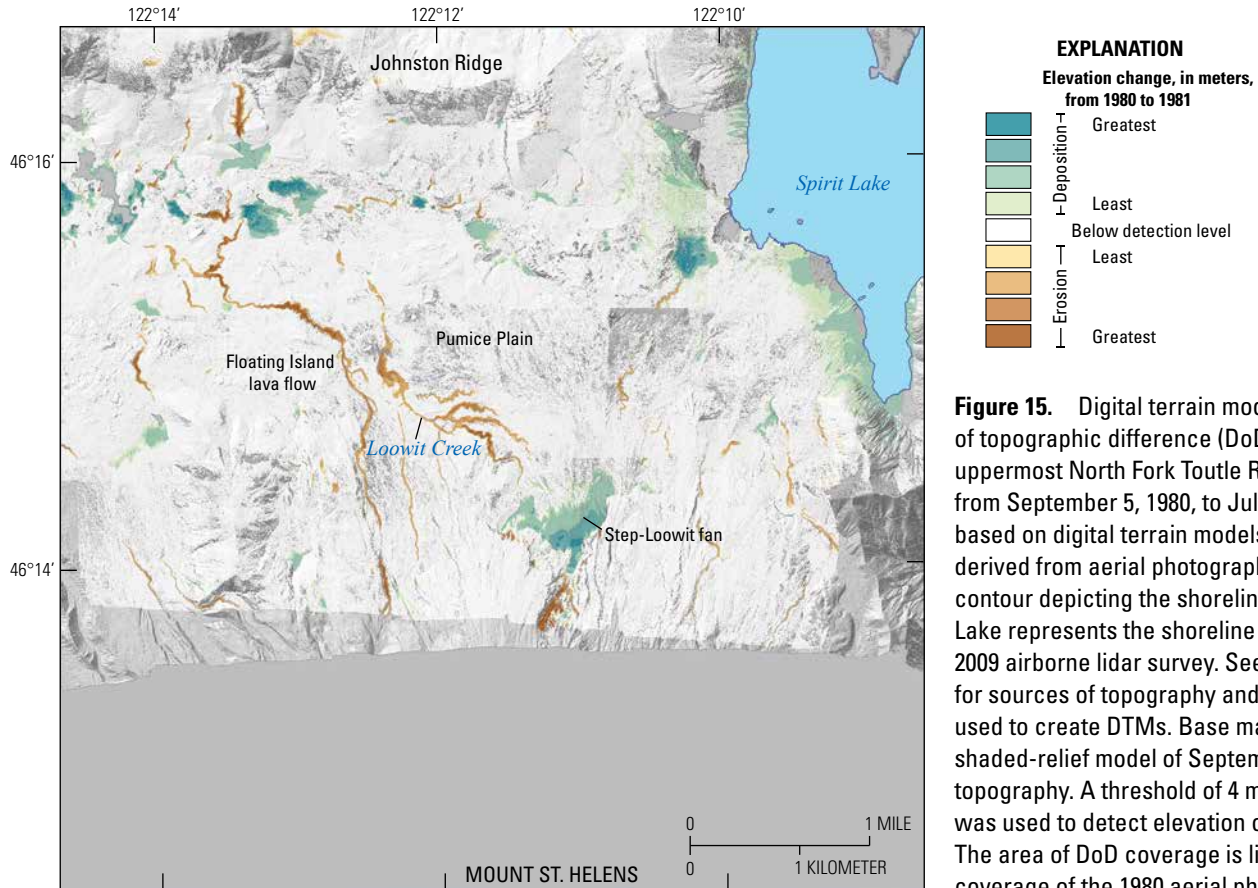 122°14′ 122°12′ 122°10′
Johnston Ridge
46°16′
Spirit Lake
Pumice Plain
Floating Island
lava flow
Loowit Creek
Step-Loowit fan
46°14′
0 1 MILE
0 1 KILOMETER
MOUNT ST. HELENS
EXPLANATION
Elevation change, in meters,
from 1980 to 1981
Greatest
Deposition
Least
Below detection level
Least
Erosion
Greatest
Figure 15. Digital terrain mod
of topographic difference (DoD
uppermost North Fork Toutle R
from September 5, 1980, to Jul
based on digital terrain models
derived from aerial photograph
contour depicting the shorelin
Lake represents the shoreline
2009 airborne lidar survey. See
for sources of topography and
used to create DTMs. Base ma
shaded-relief model of Septem
topography. A threshold of 4 m
was used to detect elevation c
The area of DoD coverage is li
coverage of the 1980 aerial ph